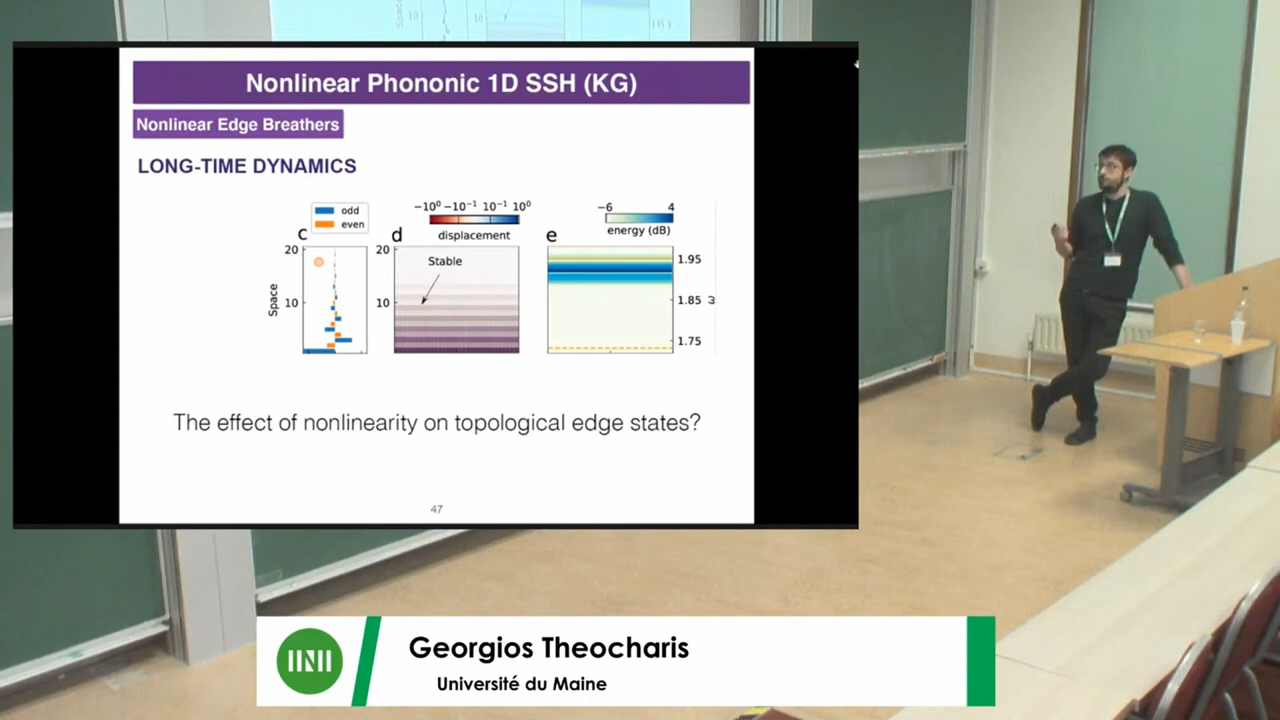 Nonlinear Phononic 1D SSH (KG)
Nonlinear Edge Breathers
LONG-TIME DYNAMICS
odd
even
−10⁰ −10⁻¹ 10⁻¹ 10⁰
displacement
−6 4
energy (dB)
c
d
e
20
10
Space
20
10
Stable
1.95
1.85
1.75
ω
The effect of nonlinearity on topological edge states?
47
Georgios Theocharis
Université du Maine